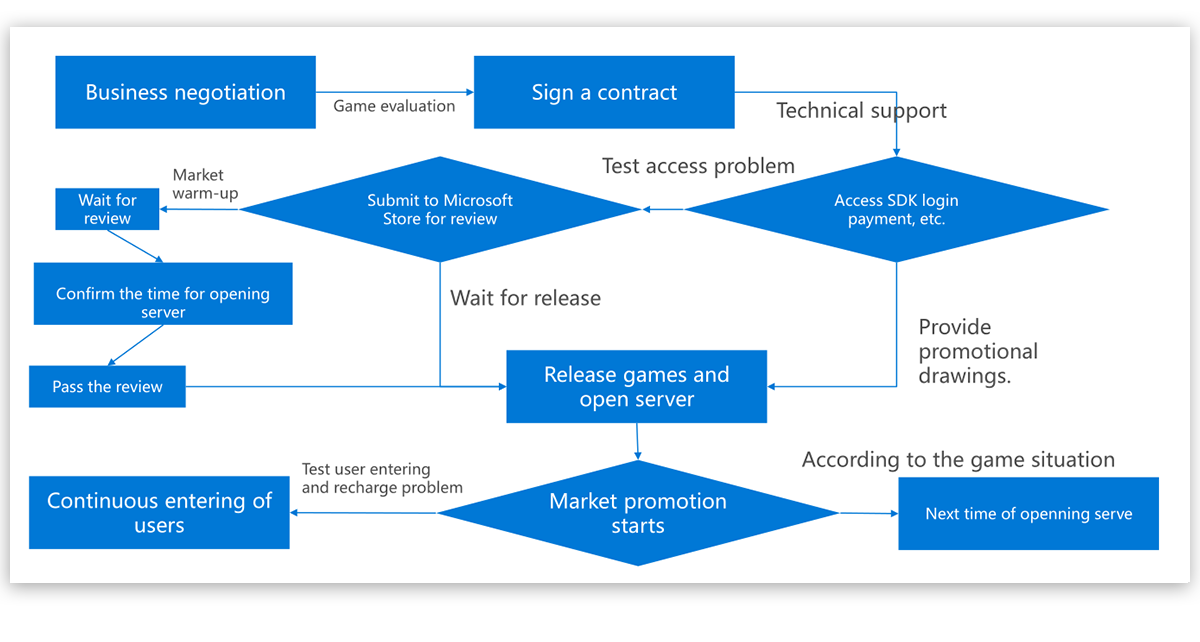 Business negotiation
Game evaluation
Sign a contract
Technical support
Test access problem
Access SDK login
payment, etc.
Submit to Microsoft
Store for review
Market
warm-up
Wait for
review
Confirm the time for opening
server
Pass the review
Wait for release
Provide
promotional
drawings.
Release games and
open server
Market promotion
starts
Test user entering
and recharge problem
Continuous entering of
users
According to the game situation
Next time of openning serve